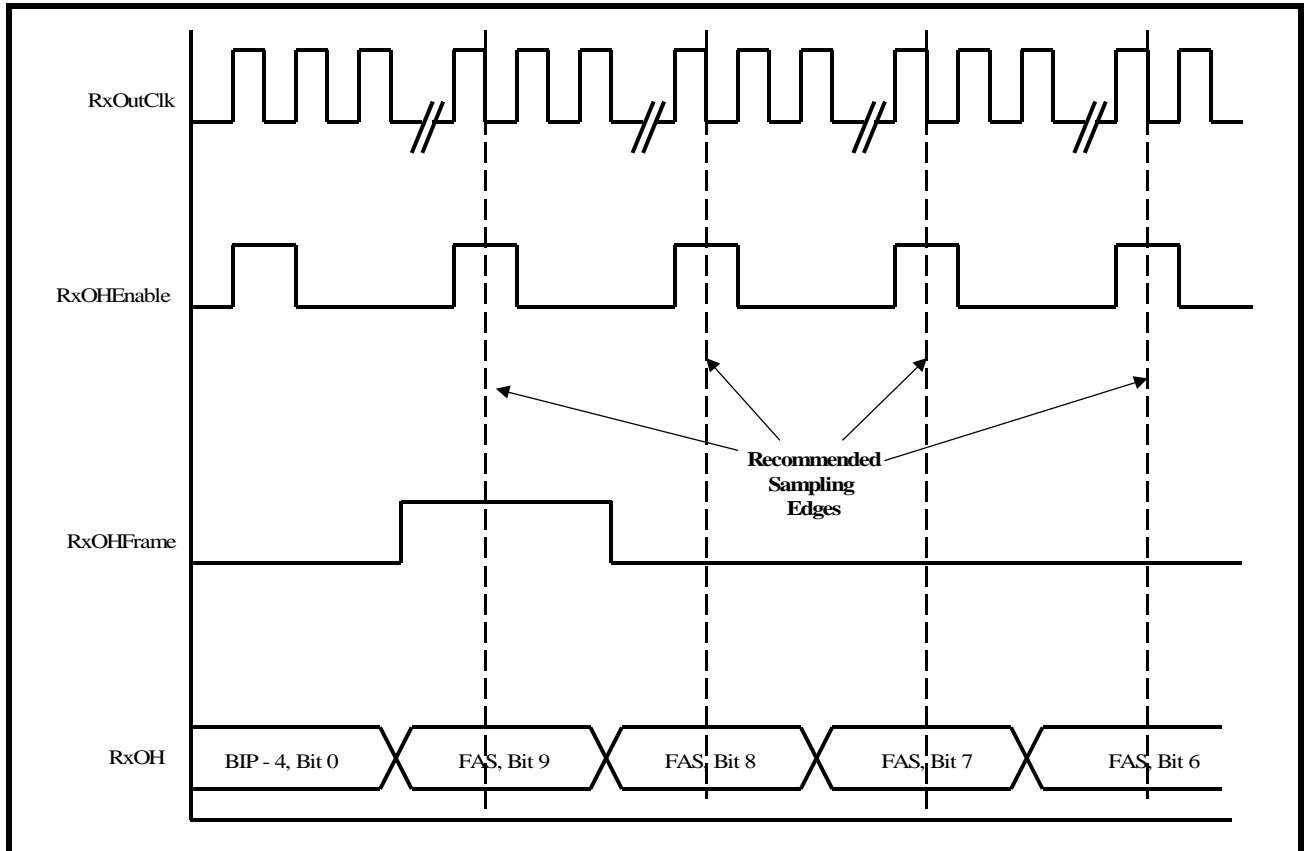 RxOutClk
RxOHEnable
Recommended
Sampling
Edges
RxOHFrame
RxOH
BIP - 4, Bit 0
FAS, Bit 9
FAS, Bit 8
FAS, Bit 7
FAS, Bit 6